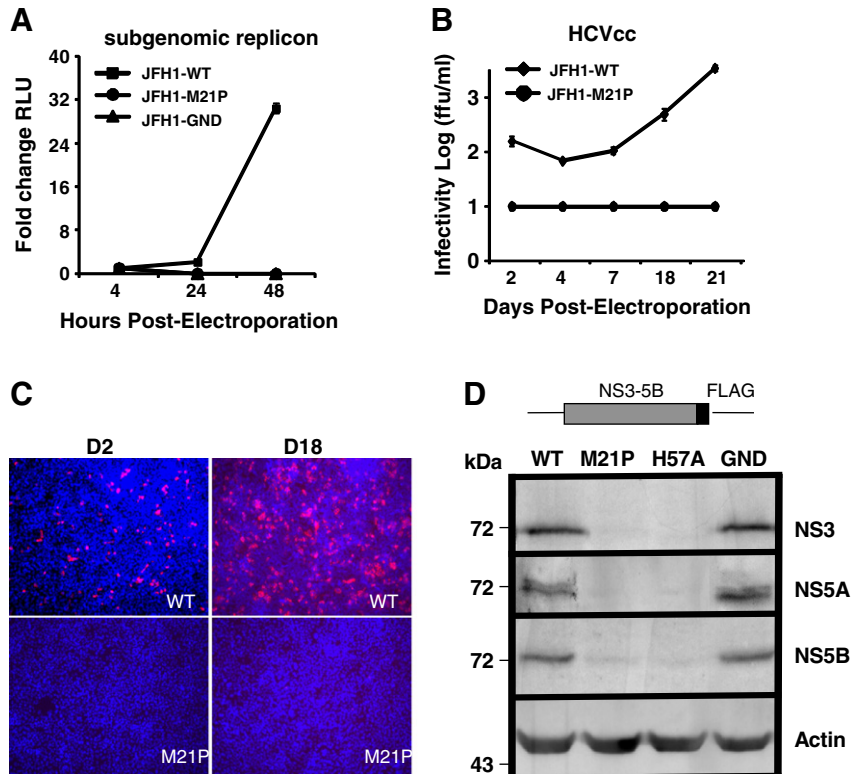 A
subgenomic replicon
Fold change RLU
40
32
24
16
8
0
JFH1-WT
JFH1-M21P
JFH1-GND
4 24 48
Hours Post-Electroporation
B
HCVcc
Infectivity Log (ffu/ml)
3
2
1
0
JFH1-WT
JFH1-M21P
2 4 7 18 21
Days Post-Electroporation
C
D2 D18
WT WT
M21P M21P
D
NS3-5B FLAG
kDa WT M21P H57A GND
72 NS3
72 NS5A
72 NS5B
43 Actin